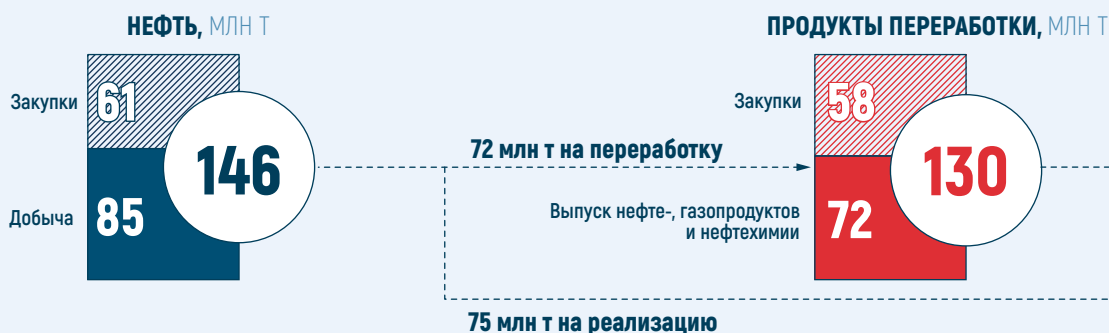 НЕФТЬ, МЛН Т
Закупки
61
146
Добыча
85
72 млн т на переработку
75 млн т на реализацию
ПРОДУКТЫ ПЕРЕРАБОТКИ, МЛН Т
Закупки
58
130
Выпуск нефте-, газопродуктов
и нефтехимии
72